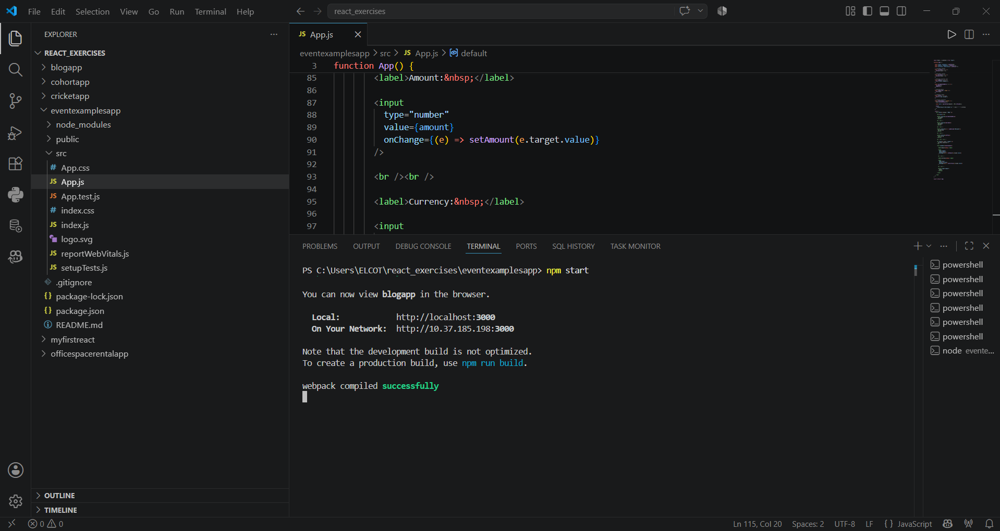 File Edit Selection View Go Run Terminal Help
react_exercises
EXPLORER
REACT_EXERCISES
blogapp
cohortapp
cricketapp
eventexamplesapp
node_modules
public
src
# App.css
JS App.js
JS App.test.js
# index.css
JS index.js
logo.svg
JS reportWebVitals.js
JS setupTests.js
.gitignore
{} package-lock.json
{} package.json
README.md
myfirstreact
officespacerentalapp
OUTLINE
TIMELINE
JS App.js
eventexamplesapp > src > JS App.js > default
3 function App() {
85 <label>Amount:&nbsp;</label>
86
87 <input
88 type="number"
89 value={amount}
90 onChange={(e) => setAmount(e.target.value)}
91 />
92
93 <br /><br />
94
95 <label>Currency:&nbsp;</label>
96
97 <input
PROBLEMS OUTPUT DEBUG CONSOLE TERMINAL PORTS SQL HISTORY TASK MONITOR
PS C:\Users\ELCOT\react_exercises\eventexamplesapp> npm start
You can now view blogapp in the browser.
Local: http://localhost:3000
On Your Network: http://10.37.185.198:3000
Note that the development build is not optimized.
To create a production build, use npm run build.
webpack compiled successfully
powershell
powershell
powershell
powershell
powershell
powershell
node evente...
0 0
Ln 115, Col 20 Spaces: 2 UTF-8 LF {} JavaScript